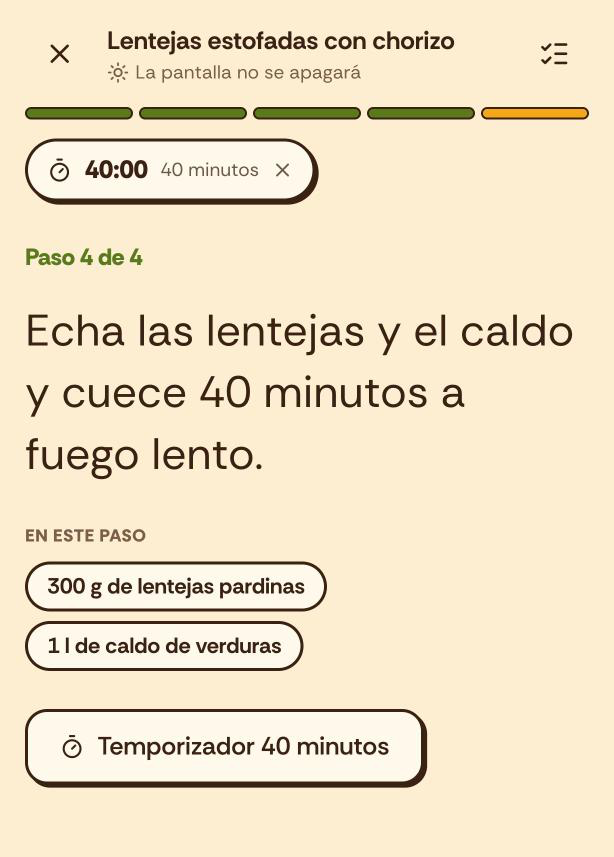 Lentejas estofadas con chorizo
La pantalla no se apagará
40:00 40 minutos
Paso 4 de 4
Echa las lentejas y el caldo
y cuece 40 minutos a
fuego lento.
EN ESTE PASO
300 g de lentejas pardinas
1 l de caldo de verduras
Temporizador 40 minutos